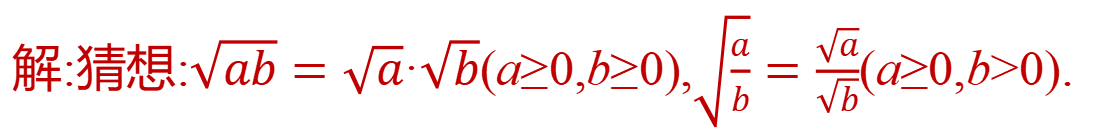 解:猜想:√ab = √a·√b(a≥0,b≥0),√(a/b) = √a/√b(a≥0,b>0).